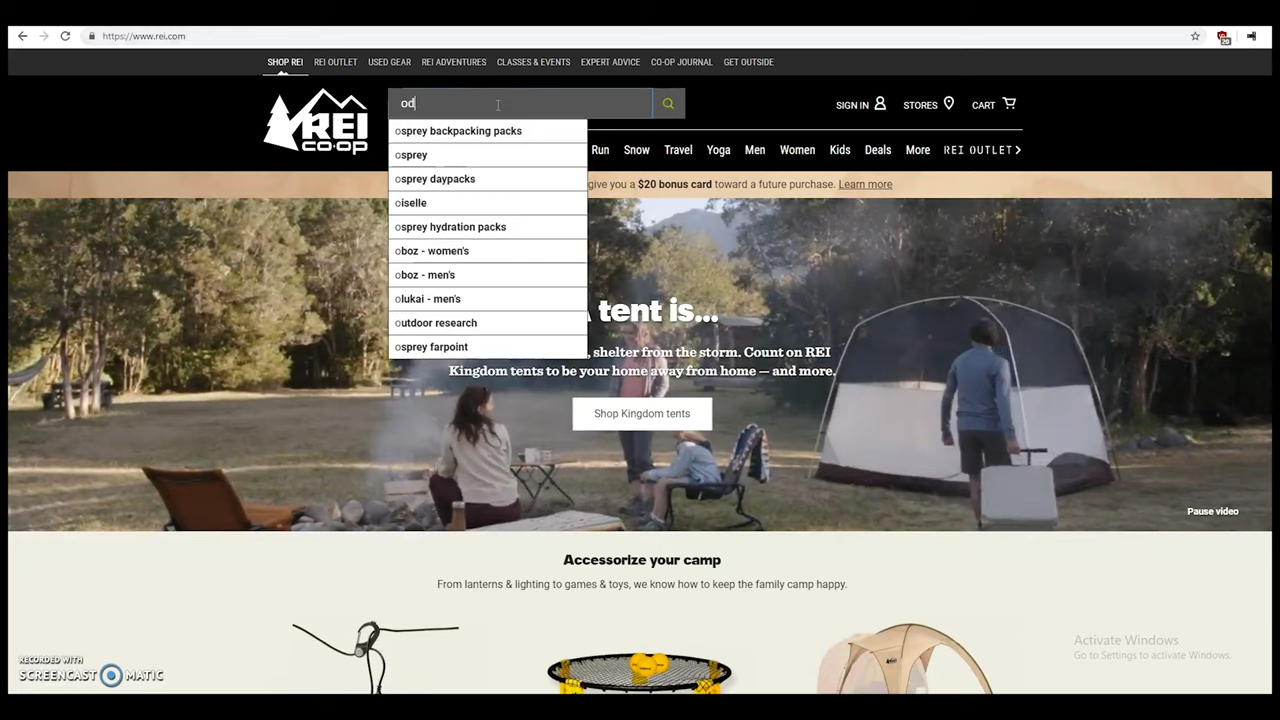 https://www.rei.com
20
SHOP REI REI OUTLET USED GEAR REI ADVENTURES CLASSES & EVENTS EXPERT ADVICE CO-OP JOURNAL GET OUTSIDE
REI
CO·OP
od
SIGN IN STORES CART
osprey backpacking packs
osprey
osprey daypacks
oiselle
osprey hydration packs
oboz - women's
oboz - men's
olukai - men's
outdoor research
osprey farpoint
Run Snow Travel Yoga Men Women Kids Deals More REI OUTLET
give you a $20 bonus card toward a future purchase. Learn more
A tent is...
, shelter from the storm. Count on REI
Kingdom tents to be your home away from home — and more.
Shop Kingdom tents
Pause video
Accessorize your camp
From lanterns & lighting to games & toys, we know how to keep the family camp happy.
Activate Windows
Go to Settings to activate Windows.
RECORDED WITH
SCREENCAST MATIC